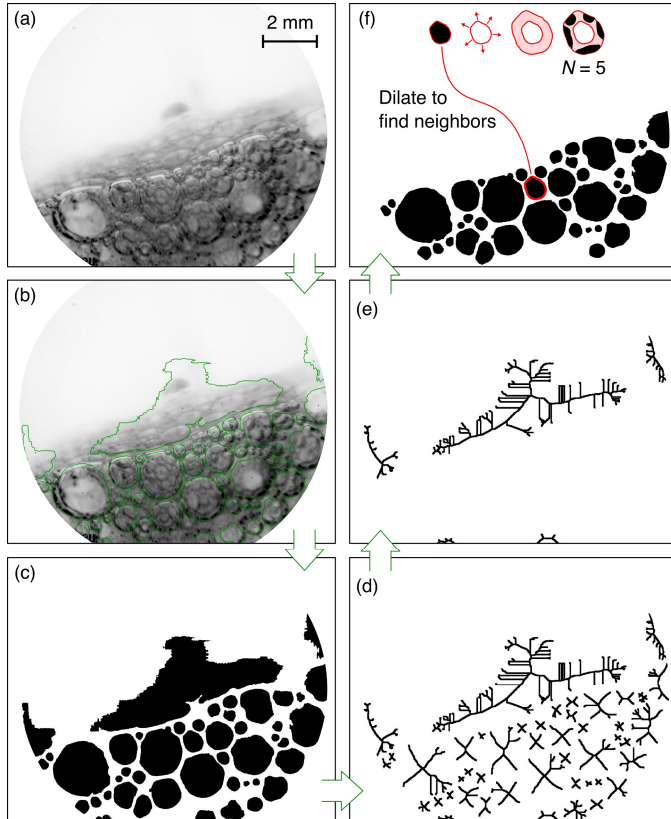 (a)
2 mm
(f)
N = 5
Dilate to
find neighbors
(b)
(e)
(c)
(d)